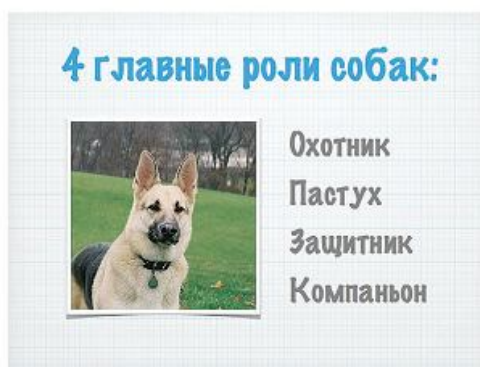 4 главные роли собак:
Охотник
Пастух
Защитник
Компаньон